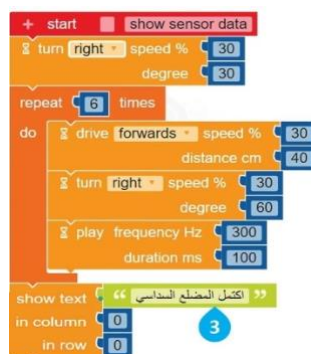 + start show sensor data
turn right speed % 30
degree 30
repeat 6 times
do drive forwards speed % 30
distance cm 40
turn right speed % 30
degree 60
play frequency Hz 300
duration ms 100
show text “ اكتمل المضلع السداسي ”
3
in column 0
in row 0